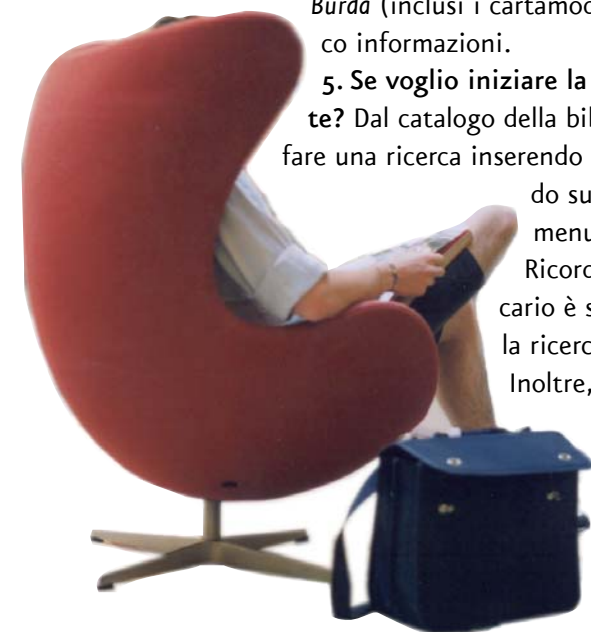 Burda (inclusi i cartamod
co informazioni.
5. Se voglio iniziare la
te? Dal catalogo della bil
fare una ricerca inserendo
do su
menu
Ricord
cario è s
la ricerc
Inoltre,